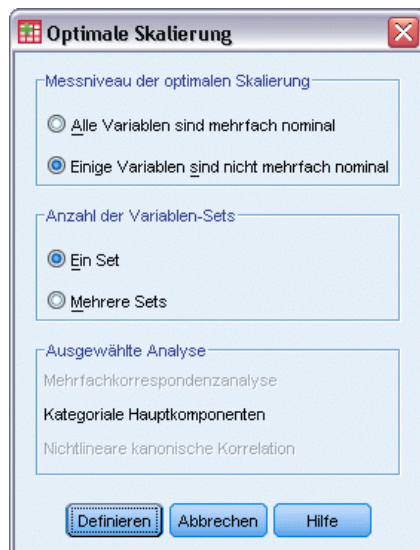 Optimale Skalierung
Messniveau der optimalen Skalierung
Alle Variablen sind mehrfach nominal
Einige Variablen sind nicht mehrfach nominal
Anzahl der Variablen-Sets
Ein Set
Mehrere Sets
Ausgewählte Analyse
Mehrfachkorrespondenzanalyse
Kategoriale Hauptkomponenten
Nichtlineare kanonische Korrelation
Definieren Abbrechen Hilfe